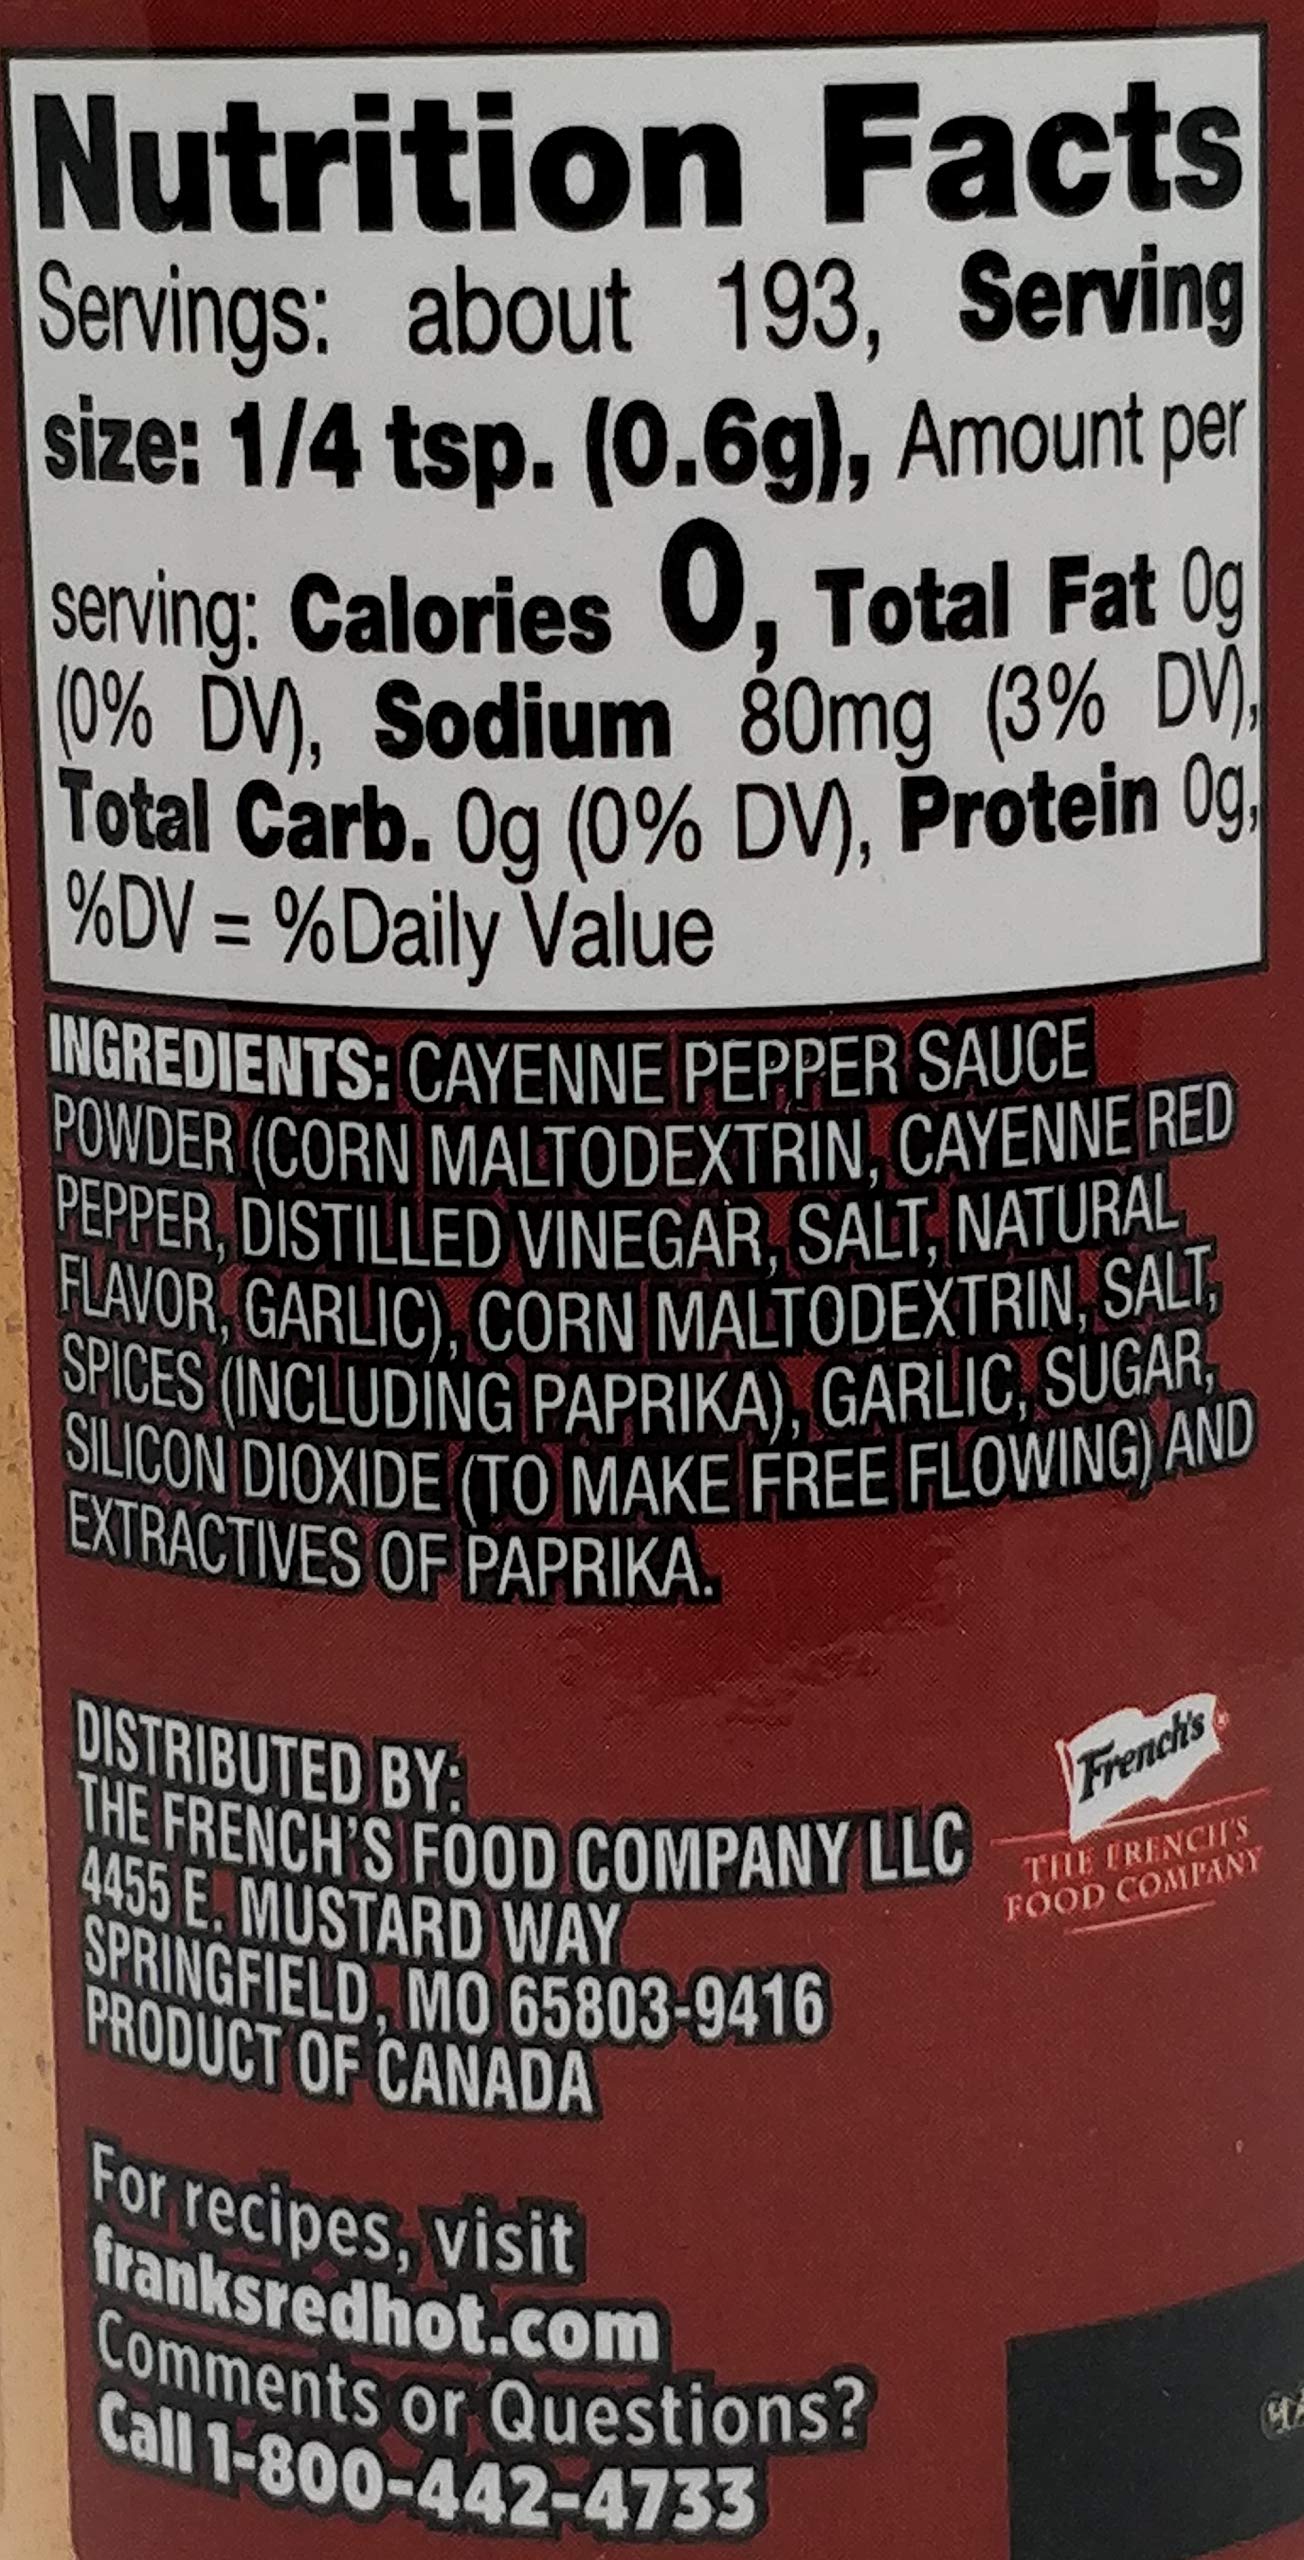 Nutrition Facts
Servings: about 193, Serving
size: 1/4 tsp. (0.6g), Amount per
serving: Calories 0, Total Fat 0g
(0% DV), Sodium 80mg (3% DV),
Total Carb. 0g (0% DV), Protein 0g,
%DV = %Daily Value
INGREDIENTS: CAYENNE PEPPER SAUCE
POWDER (CORN MALTODEXTRIN, CAYENNE RED
PEPPER, DISTILLED VINEGAR, SALT, NATURAL
FLAVOR, GARLIC), CORN MALTODEXTRIN, SALT,
SPICES (INCLUDING PAPRIKA), GARLIC, SUGAR,
SILICON DIOXIDE (TO MAKE FREE FLOWING) AND
EXTRACTIVES OF PAPRIKA.
DISTRIBUTED BY:
THE FRENCH'S FOOD COMPANY LLC
4455 E. MUSTARD WAY
SPRINGFIELD, MO 65803-9416
PRODUCT OF CANADA
French's®
THE FRENCH'S
FOOD COMPANY
For recipes, visit
franksredhot.com
Comments or Questions?
Call 1-800-442-4733